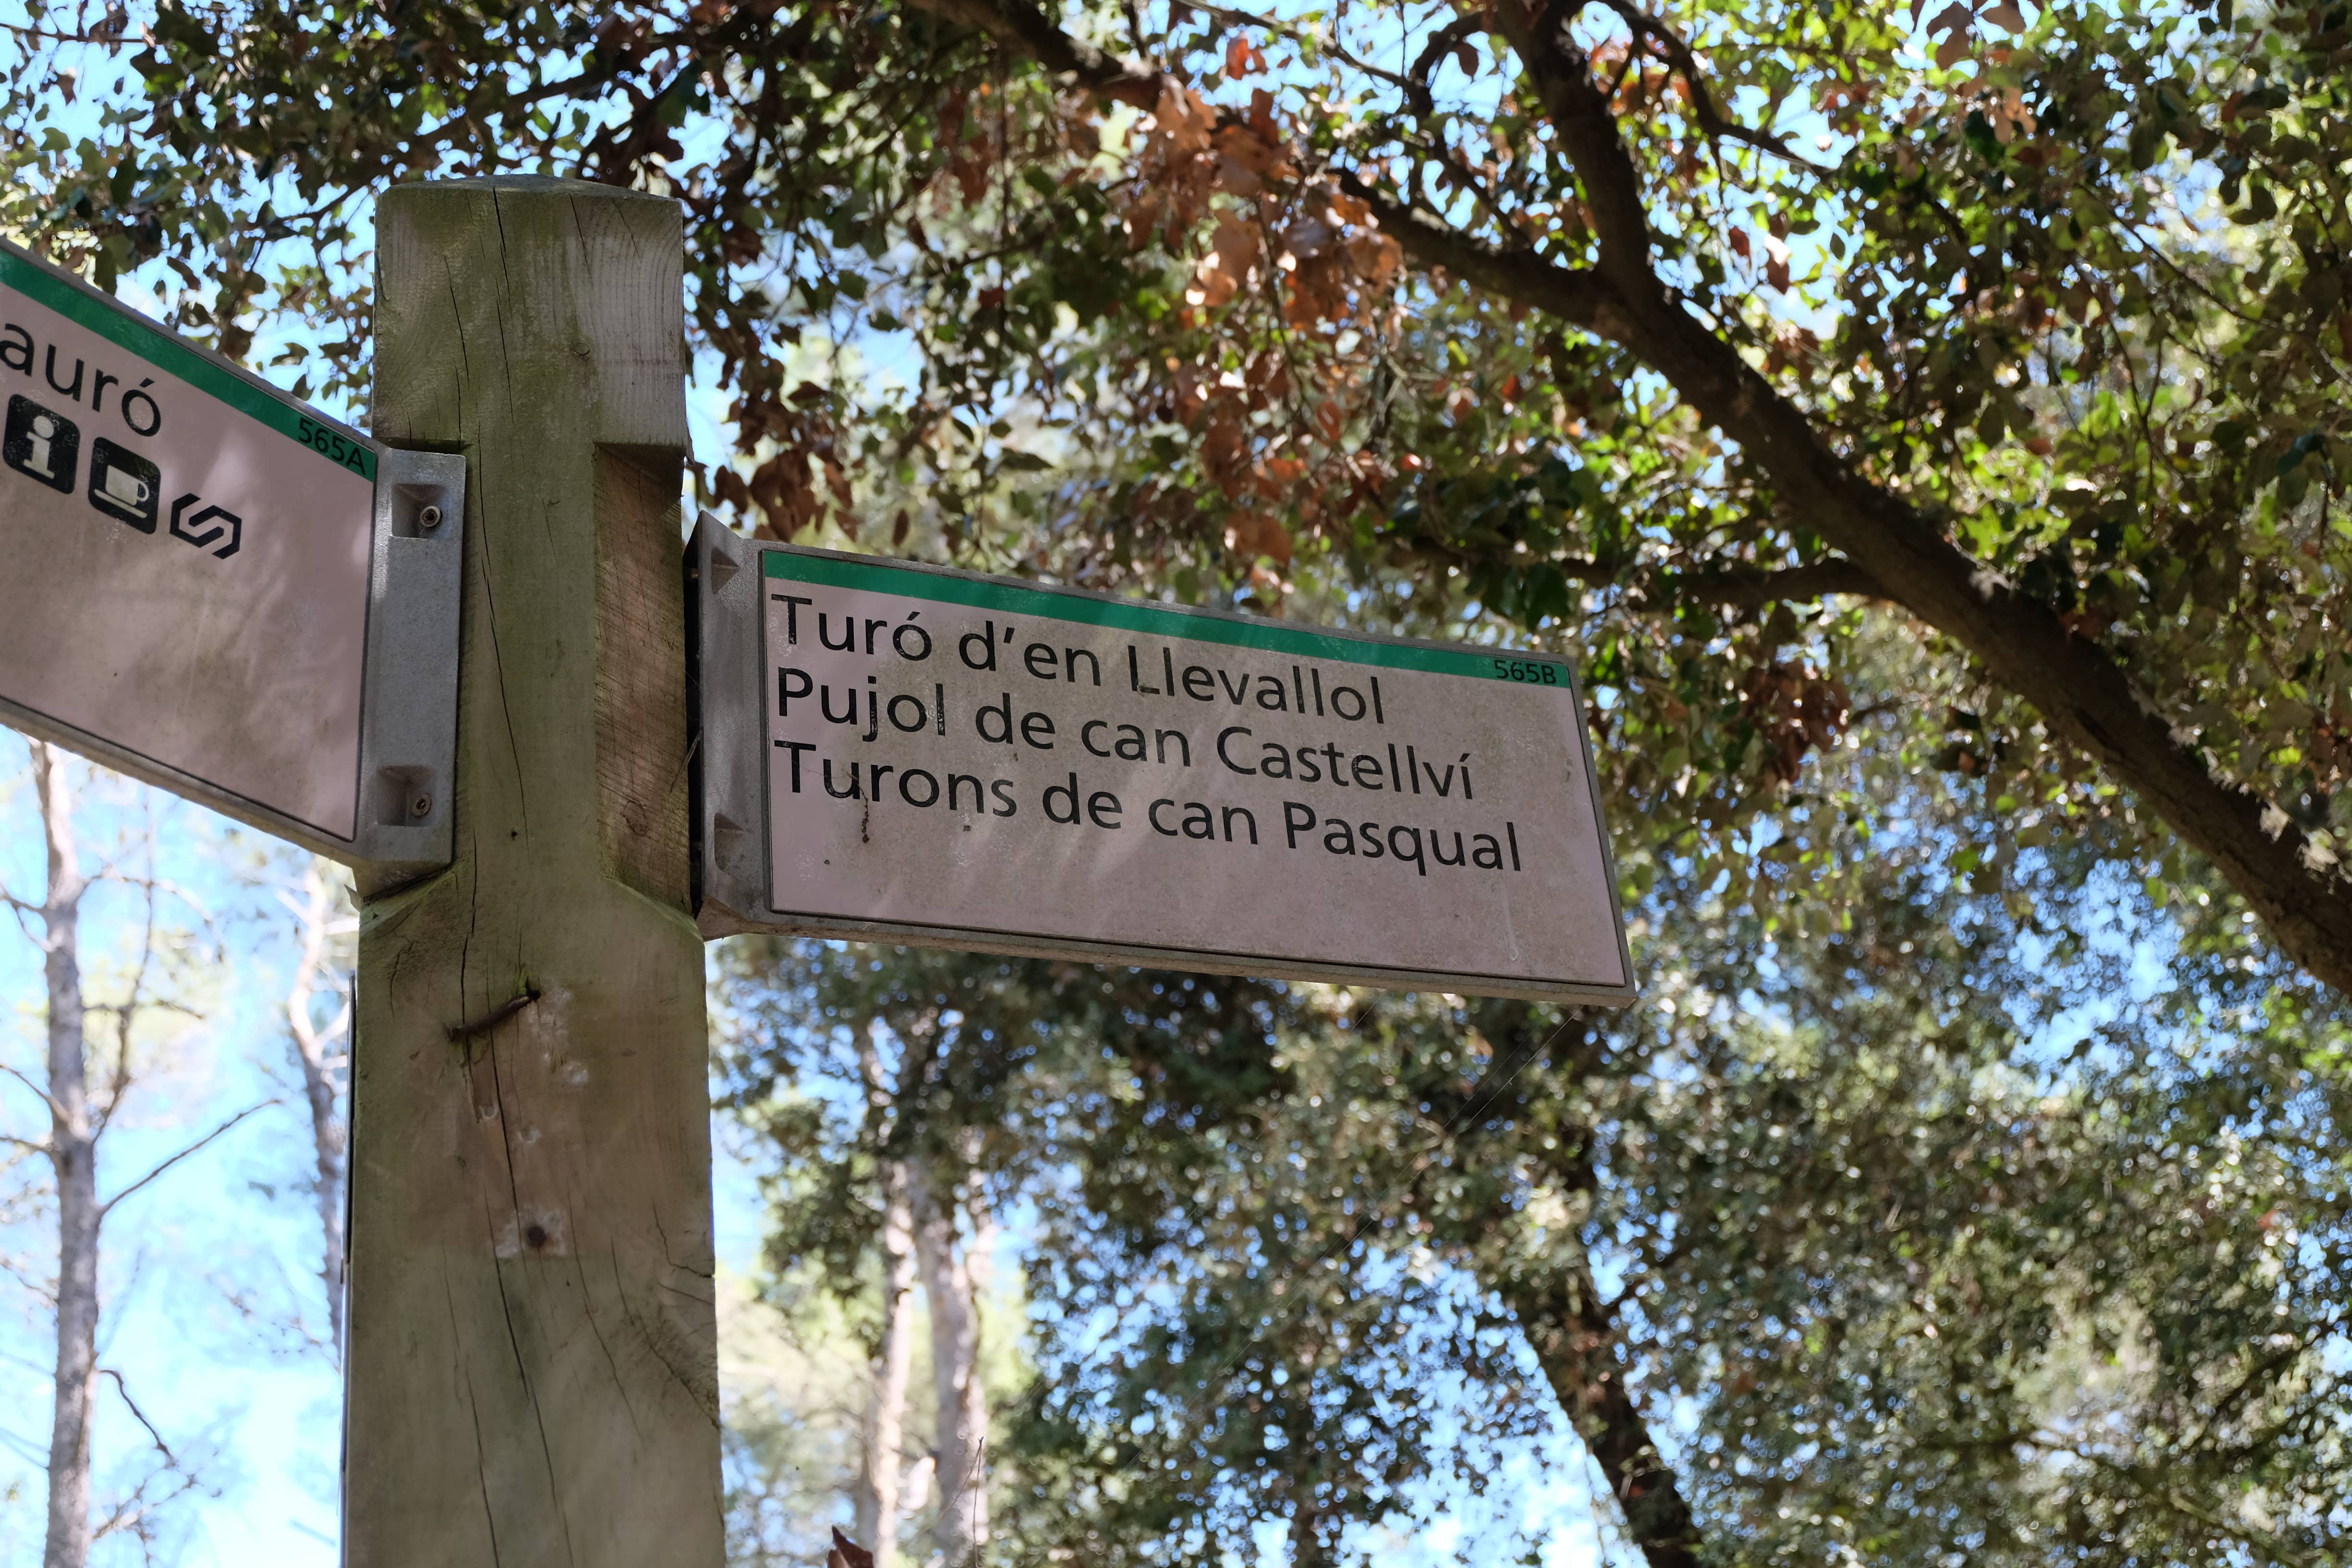 auró
565A
565B
Turó d'en Llevallol
Pujol de can Castellví
Turons de can Pasqual